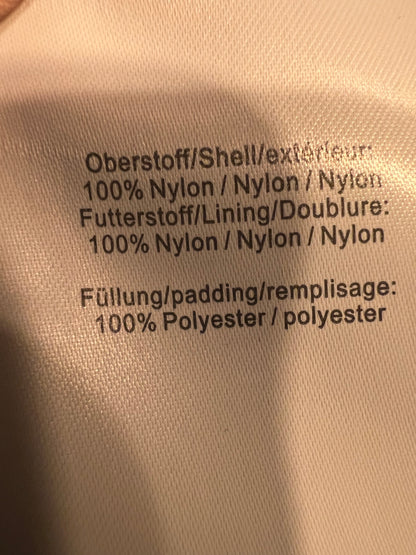 Oberstoff/Shell/extérieur:
100% Nylon / Nylon / Nylon
Futterstoff/Lining/Doublure:
100% Nylon / Nylon / Nylon
Füllung/padding/remplisage:
100% Polyester / polyester